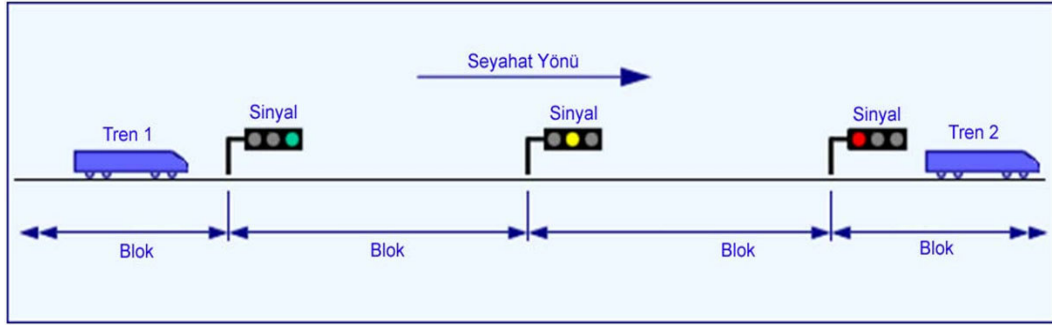 Seyahat Yönü
Sinyal
Sinyal
Sinyal
Tren 1
Tren 2
Blok
Blok
Blok
Blok